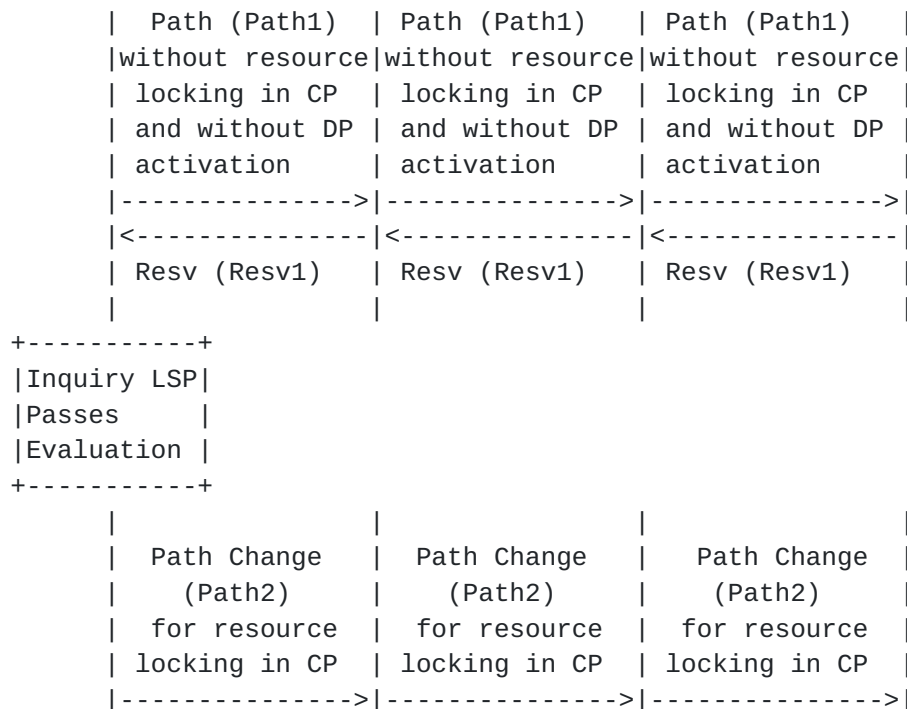 |  Path (Path1)  | Path (Path1)   | Path (Path1)   |
      |without resource|without resource|without resource|
      | locking in CP  | locking in CP  | locking in CP  |
      | and without DP | and without DP | and without DP |
      | activation     | activation     | activation     |
      |--------------->|--------------->|--------------->|
      |<---------------|<---------------|<---------------|
      | Resv (Resv1)   | Resv (Resv1)   | Resv (Resv1)   |
      |                |                |                |
+-----------+
|Inquiry LSP|
|Passes     |
|Evaluation |
+-----------+
      |                |                |                |
      |  Path Change   |  Path Change   |   Path Change  |
      |    (Path2)     |    (Path2)     |    (Path2)     |
      |  for resource  |  for resource  |  for resource  |
      | locking in CP  | locking in CP  | locking in CP  |
      |--------------->|--------------->|--------------->|